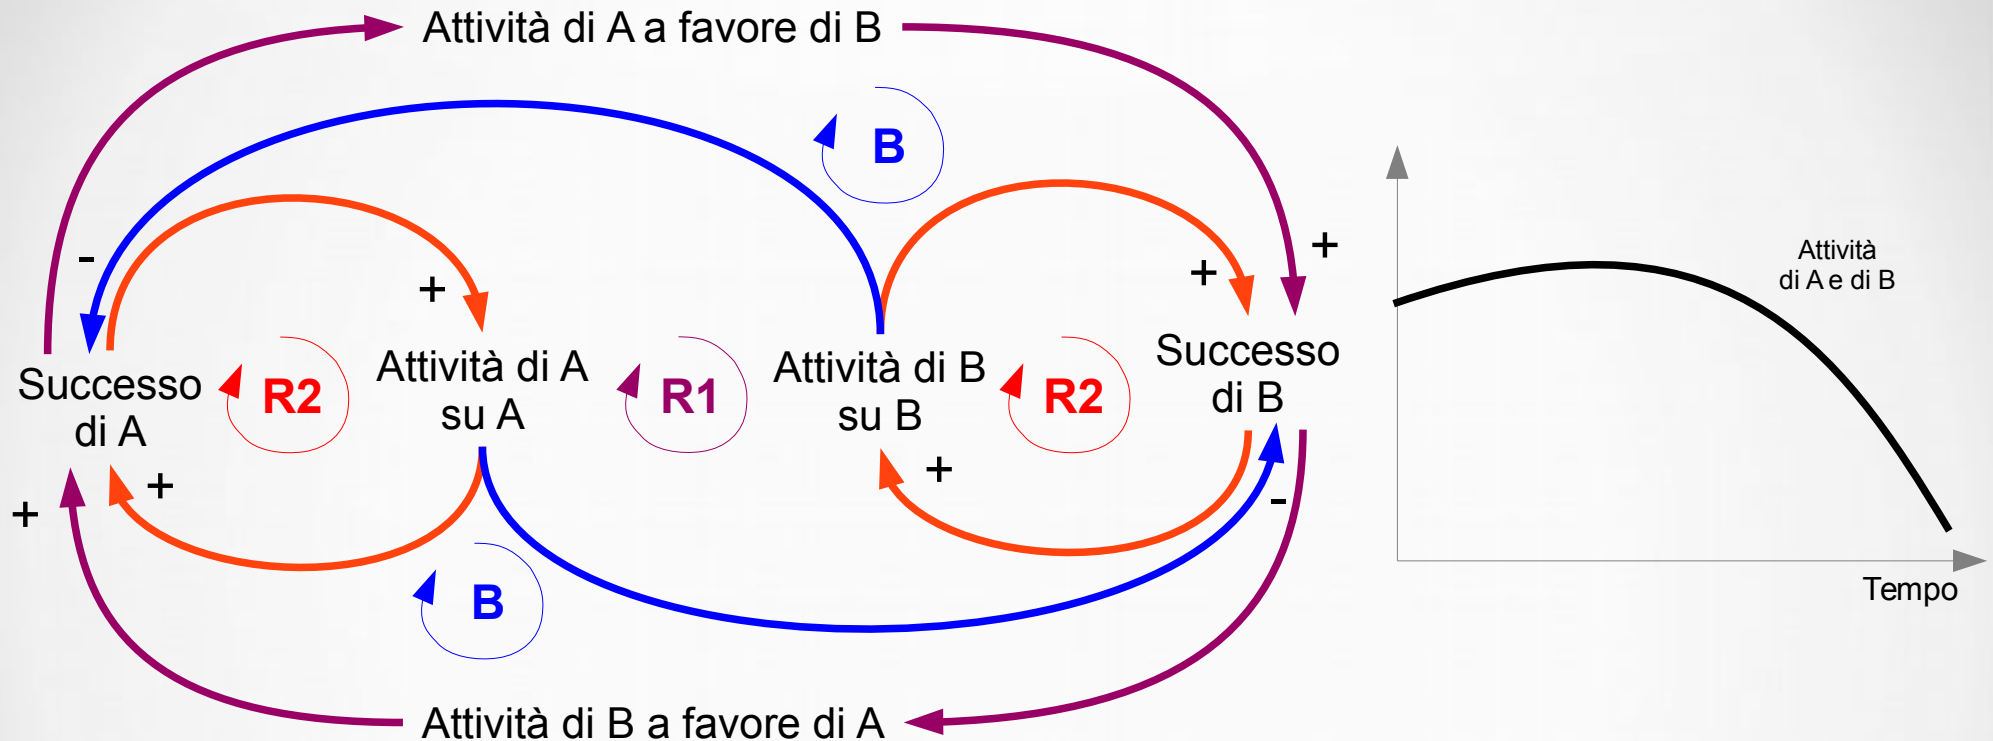 Attività di A a favore di B
B
-
+
+
+
Attività
di A e di B
Successo
di A
R2
Attività di A
su A
R1
Attività di B
su B
R2
Successo
di B
+
+
+
-
B
Tempo
Attività di B a favore di A